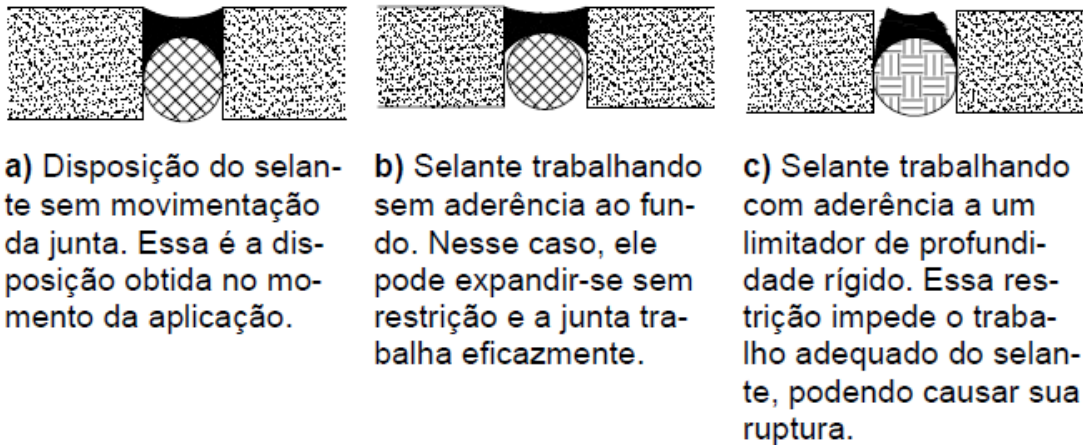 a) Disposição do selan-
te sem movimentação
da junta. Essa é a dis-
posição obtida no mo-
mento da aplicação.
b) Selante trabalhando
sem aderência ao fun-
do. Nesse caso, ele
pode expandir-se sem
restrição e a junta tra-
balha eficazmente.
c) Selante trabalhando
com aderência a um
limitador de profundi-
dade rígido. Essa res-
trição impede o traba-
lho adequado do selan-
te, podendo causar sua
ruptura.